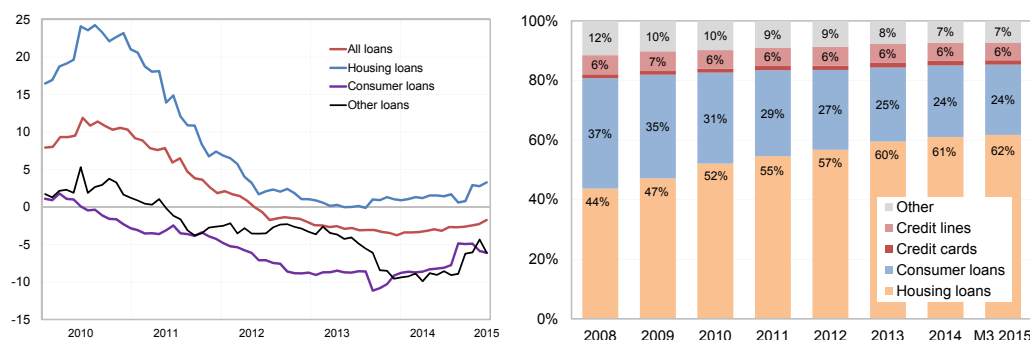 25
20
15
10
5
0
-5
-10
-15
All loans
Housing loans
Consumer loans
Other loans
2010 2011 2012 2013 2014 2015
100%
80%
60%
40%
20%
0%
12% 10% 10% 9% 9% 8% 7% 7%
6% 7% 6% 6% 6% 6% 6% 6%
37% 35% 31% 29% 27% 25% 24% 24%
44% 47% 52% 55% 57% 60% 61% 62%
Other
Credit lines
Credit cards
Consumer loans
Housing loans
2008 2009 2010 2011 2012 2013 2014 M3 2015